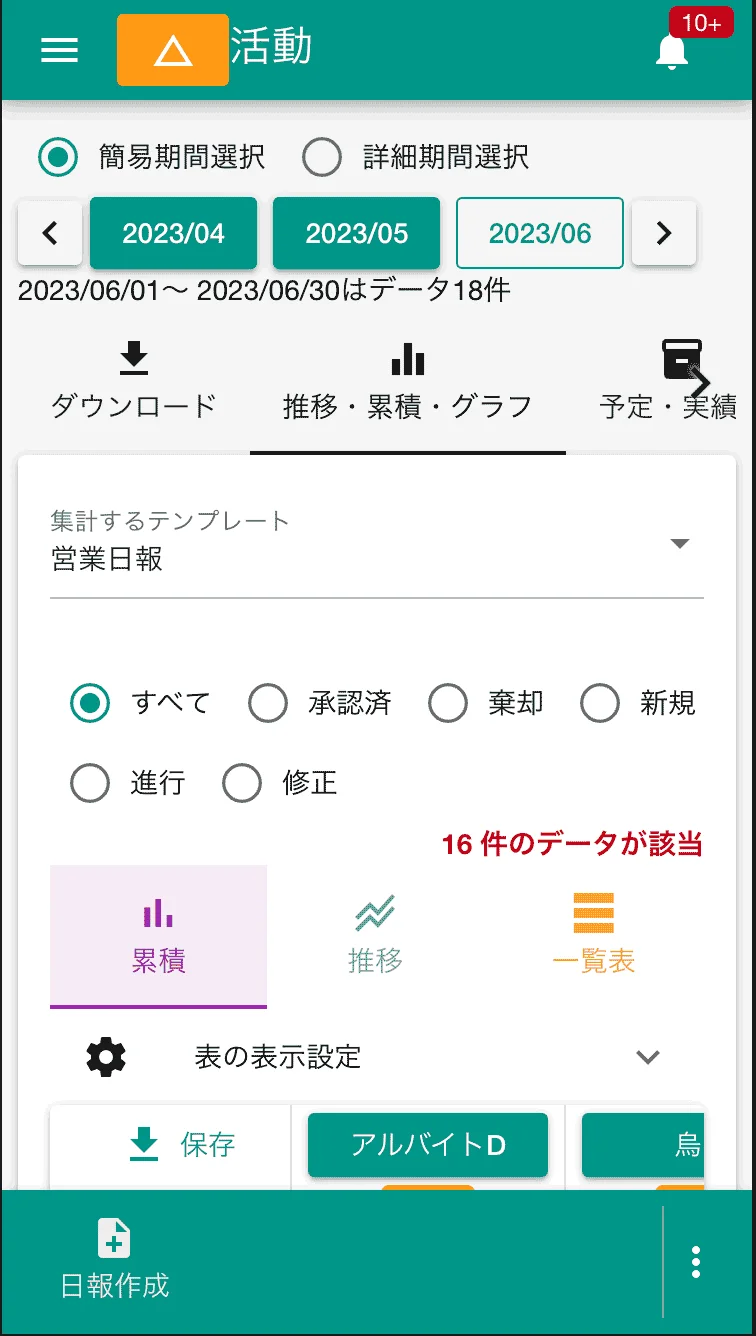 活動
10+
簡易期間選択 詳細期間選択
2023/04 2023/05 2023/06
2023/06/01〜 2023/06/30はデータ18件
ダウンロード 推移・累積・グラフ 予定・実績
集計するテンプレート
営業日報
すべて 承認済 棄却 新規
進行 修正
16 件のデータが該当
累積 推移 一覧表
表の表示設定
保存 アルバイトD 烏
日報作成